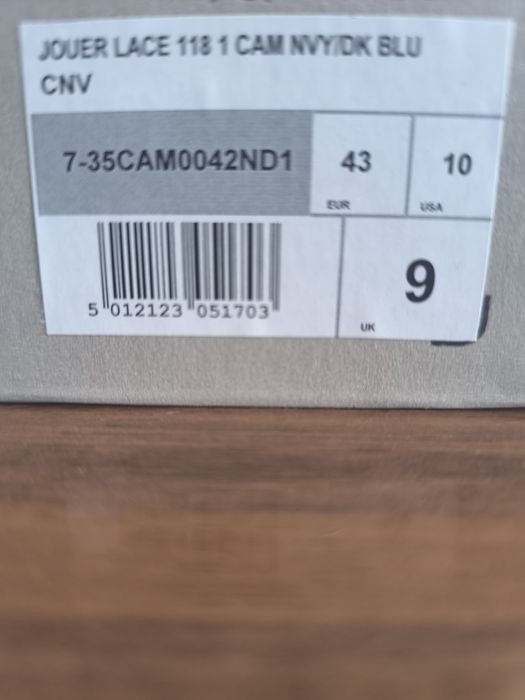 JOUER LACE 118 1 CAM NVY/DK BLU
CNV
7-35CAM0042ND1
43
EUR
10
USA
5 012123 051703
9
UK